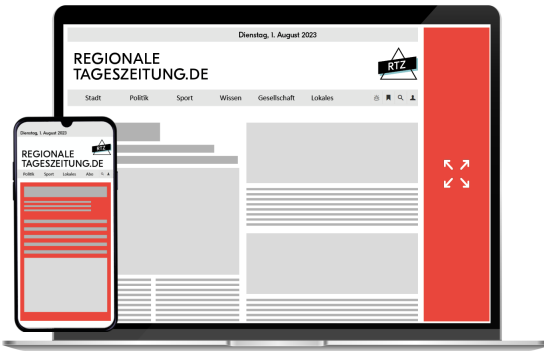 Dienstag, 1. August 2023
REGIONALE
TAGESZEITUNG.DE
RTZ
Stadt Politik Sport Wissen Gesellschaft Lokales
Dienstag, 1. August 2023
REGIONALE
TAGESZEITUNG.DE
RTZ
Politik Sport Lokales Abo